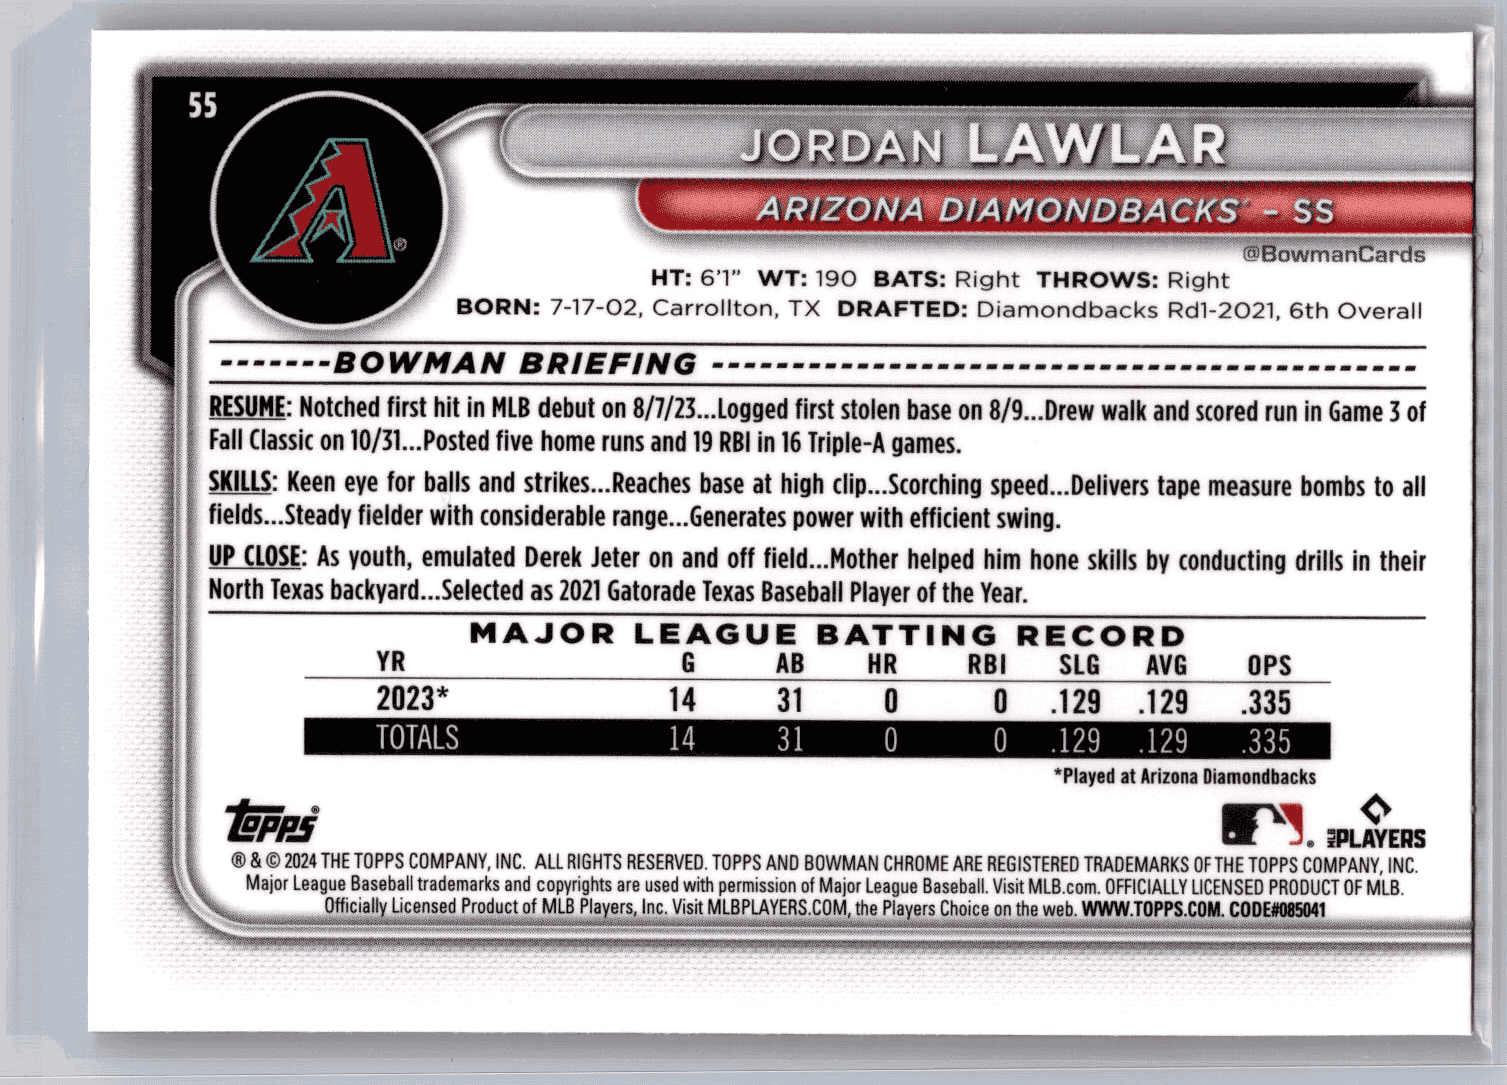 55
JORDAN LAWLAR
ARIZONA DIAMONDBACKS - SS
@BowmanCards
HT: 6'1" WT: 190 BATS: Right THROWS: Right
BORN: 7-17-02, Carrollton, TX DRAFTED: Diamondbacks Rd1-2021, 6th Overall
-------BOWMAN BRIEFING -------------------------------------------
RESUME: Notched first hit in MLB debut on 8/7/23...Logged first stolen base on 8/9...Drew walk and scored run in Game 3 of
Fall Classic on 10/31...Posted five home runs and 19 RBI in 16 Triple-A games.
SKILLS: Keen eye for balls and strikes...Reaches base at high clip...Scorching speed...Delivers tape measure bombs to all
fields...Steady fielder with considerable range...Generates power with efficient swing.
UP CLOSE: As youth, emulated Derek Jeter on and off field...Mother helped him hone skills by conducting drills in their
North Texas backyard...Selected as 2021 Gatorade Texas Baseball Player of the Year.
MAJOR LEAGUE BATTING RECORD
YR G AB HR RBI SLG AVG OPS
2023* 14 31 0 0 .129 .129 .335
TOTALS 14 31 0 0 .129 .129 .335
*Played at Arizona Diamondbacks
Topps®
MLB PLAYERS
® & © 2024 THE TOPPS COMPANY, INC. ALL RIGHTS RESERVED. TOPPS AND BOWMAN CHROME ARE REGISTERED TRADEMARKS OF THE TOPPS COMPANY, INC.
Major League Baseball trademarks and copyrights are used with permission of Major League Baseball. Visit MLB.com. OFFICIALLY LICENSED PRODUCT OF MLB.
Officially Licensed Product of MLB Players, Inc. Visit MLBPLAYERS.COM, the Players Choice on the web. WWW.TOPPS.COM. CODE#085041